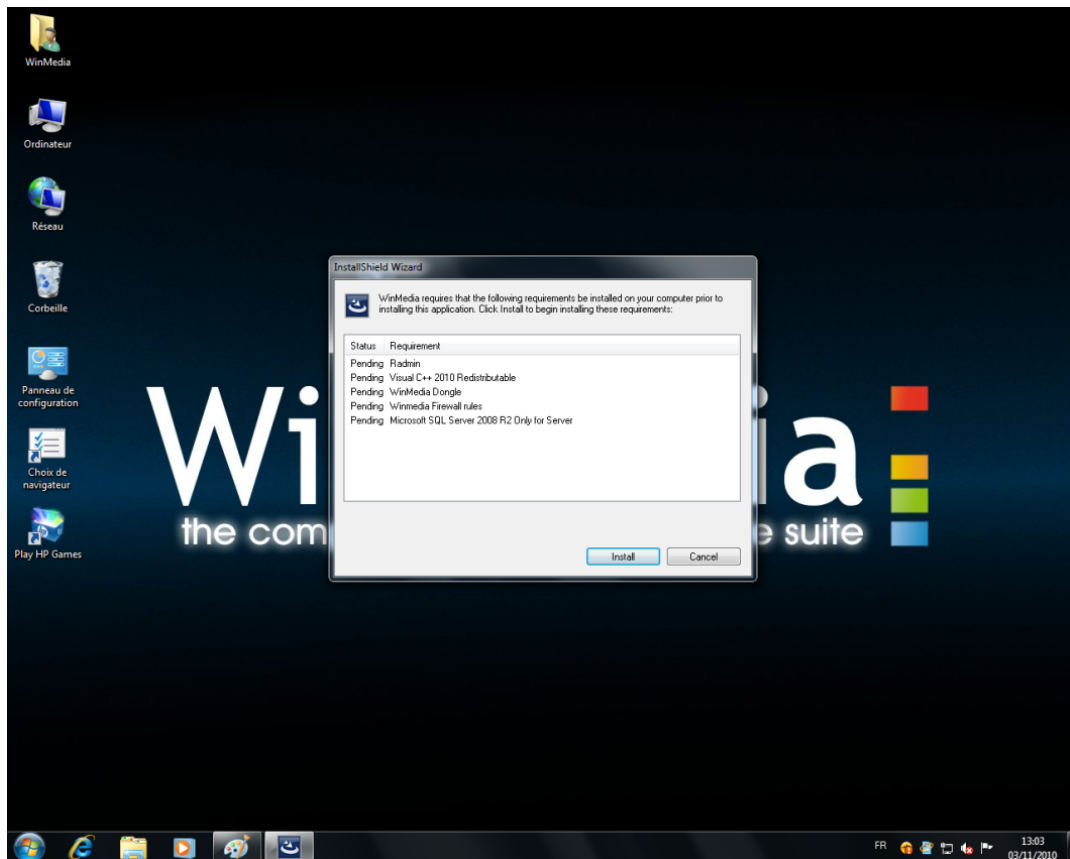 WinMedia
Ordinateur
Réseau
Corbeille
Panneau de
configuration
Choix de
navigateur
Play HP Games
InstallShield Wizard
WinMedia requires that the following requirements be installed on your computer prior to
installing this application. Click Install to begin installing these requirements:
Status Requirement
Pending Radmin
Pending Visual C++ 2010 Redistributable
Pending WinMedia Dongle
Pending Winmedia Firewall rules
Pending Microsoft SQL Server 2008 R2 Only for Server
Install Cancel
Wi ia
the com e suite
FR
13:03
03/11/2010